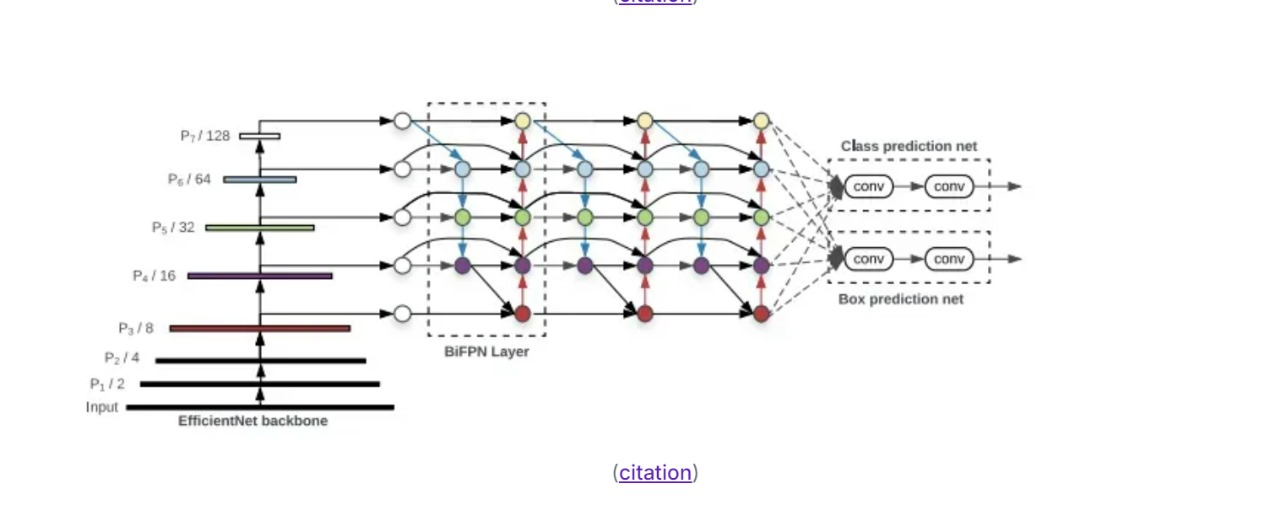 (citation)
P₇ / 128
P₆ / 64
P₅ / 32
P₄ / 16
P₃ / 8
P₂ / 4
P₁ / 2
Input
EfficientNet backbone
BiFPN Layer
Class prediction net
conv conv
conv conv
Box prediction net
(citation)